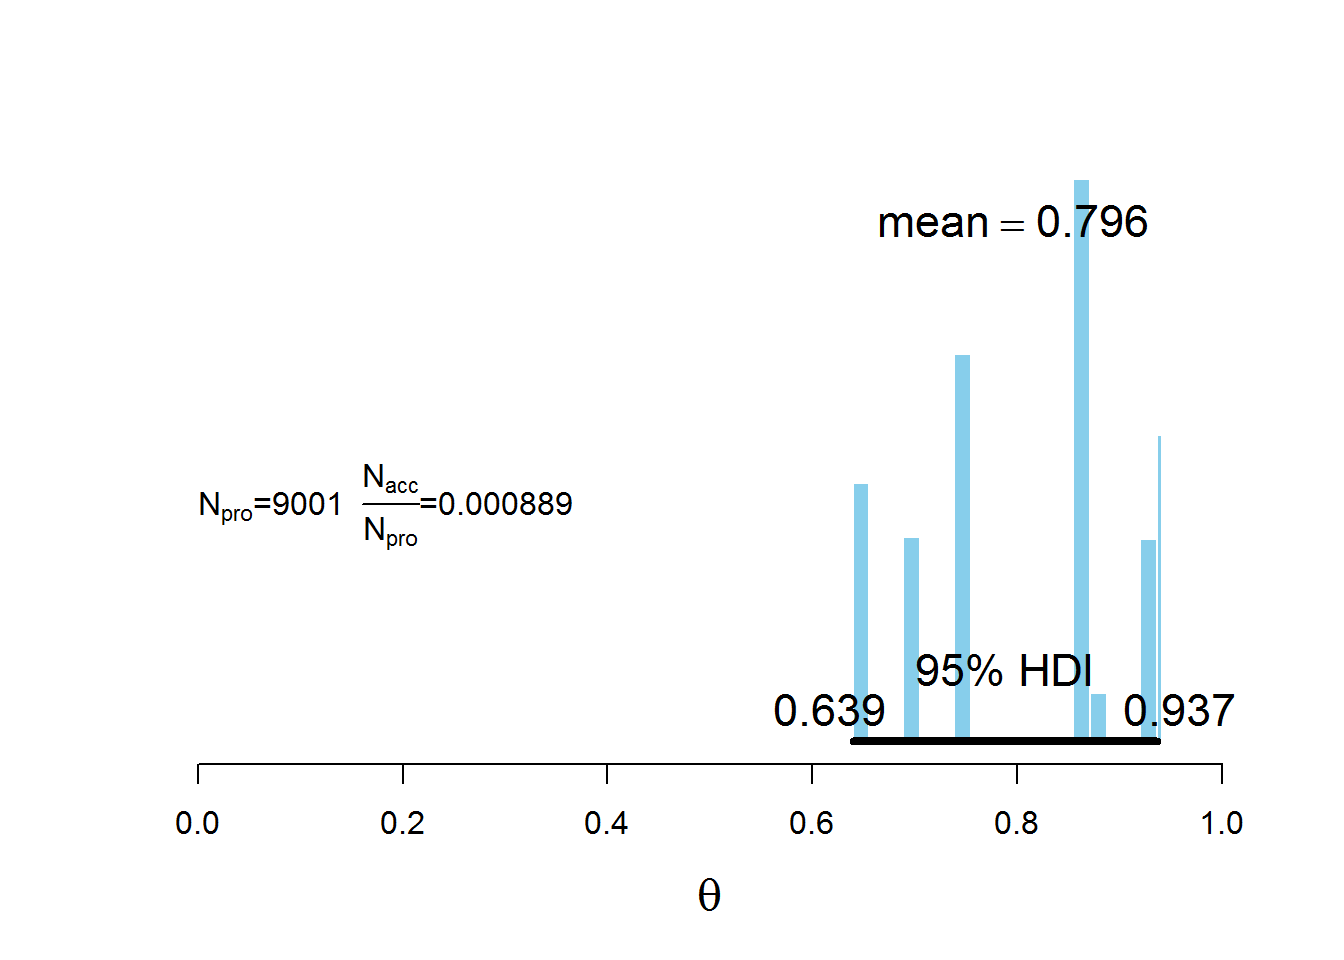 mean = 0.796
N_pro=9001 N_acc/N_pro=0.000889
95% HDI
0.639 0.937
0.0 0.2 0.4 0.6 0.8 1.0
θ